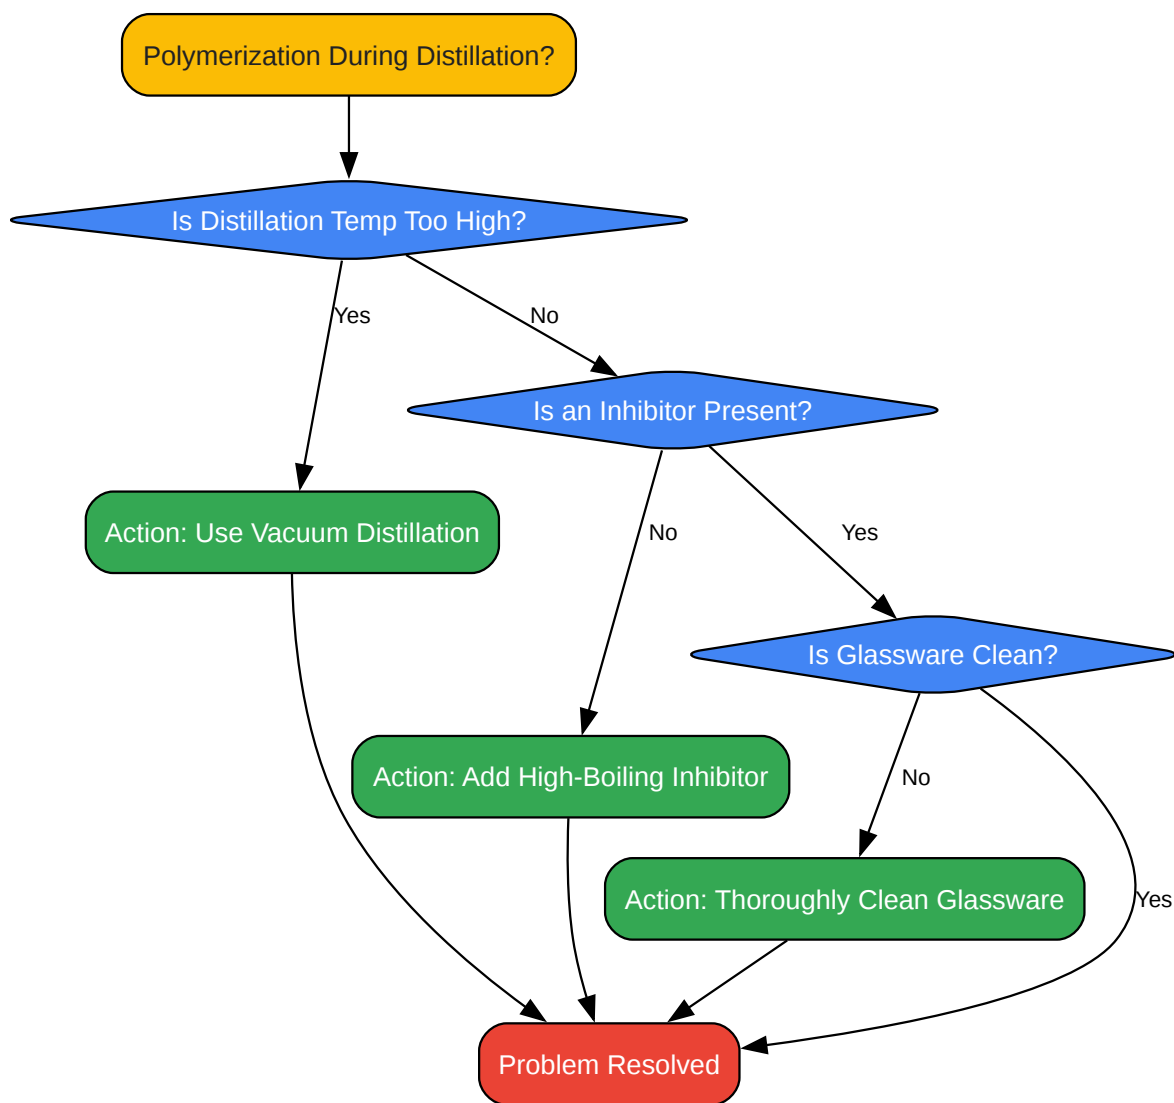 Polymerization During Distillation?
Is Distillation Temp Too High?
Yes
No
Is an Inhibitor Present?
Action: Use Vacuum Distillation
No
Yes
Is Glassware Clean?
Action: Add High-Boiling Inhibitor
No
Action: Thoroughly Clean Glassware
Yes
Problem Resolved